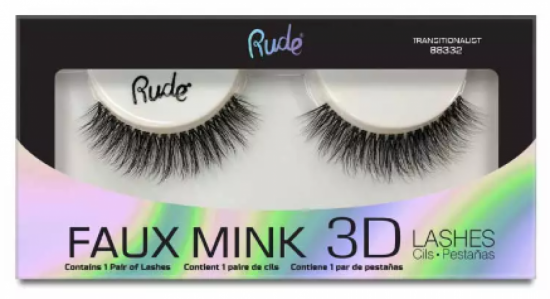 Rude
TRANSITIONALIST
88332
Rude
FAUX MINK 3D LASHES
Cils • Pestañas
Contains 1 Pair of Lashes Contient 1 paire de cils Contiene 1 par de pestañas